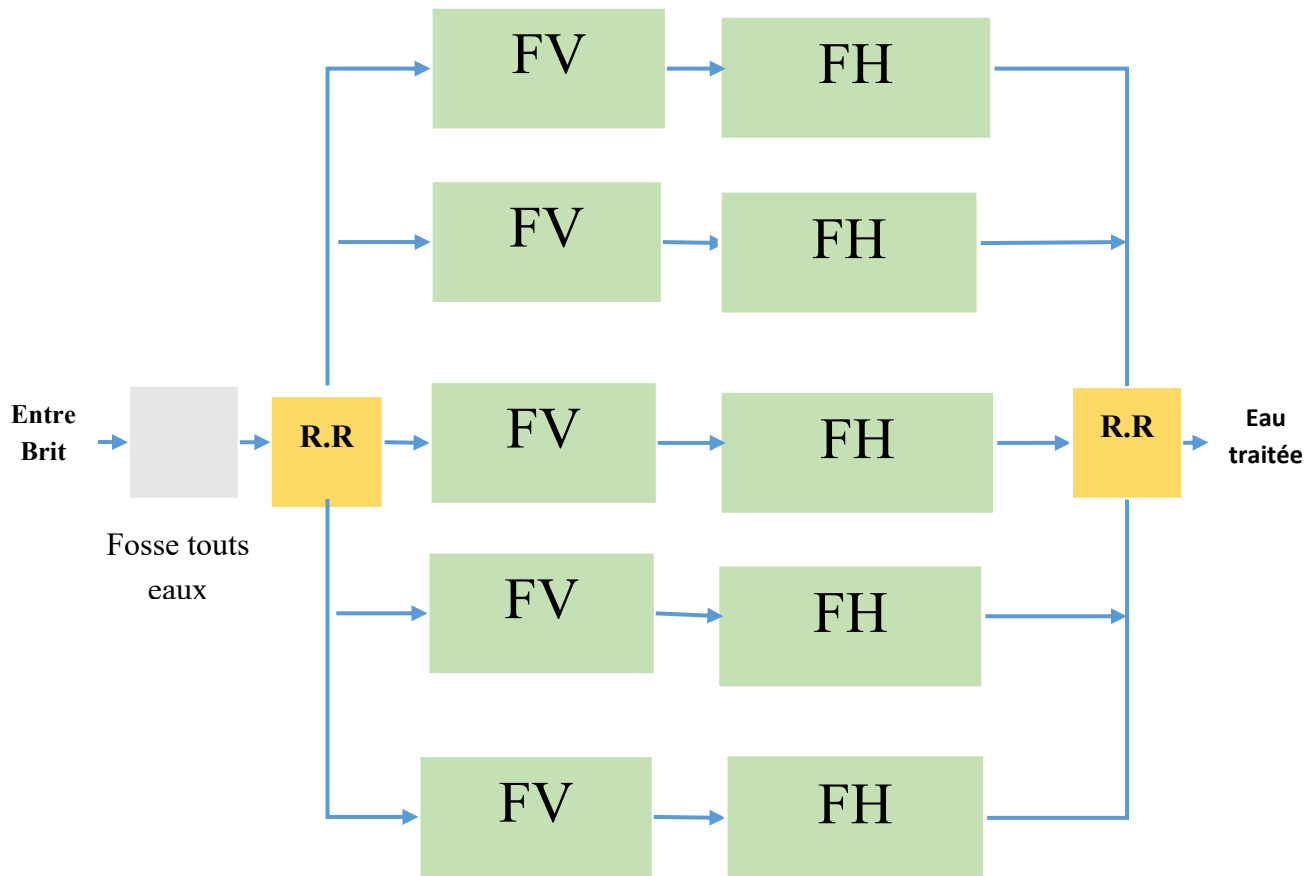 FV
FH
FV
FH
Entre
Brit
R.R
FV
FH
R.R
Eau
traitée
Fosse touts
eaux
FV
FH
FV
FH